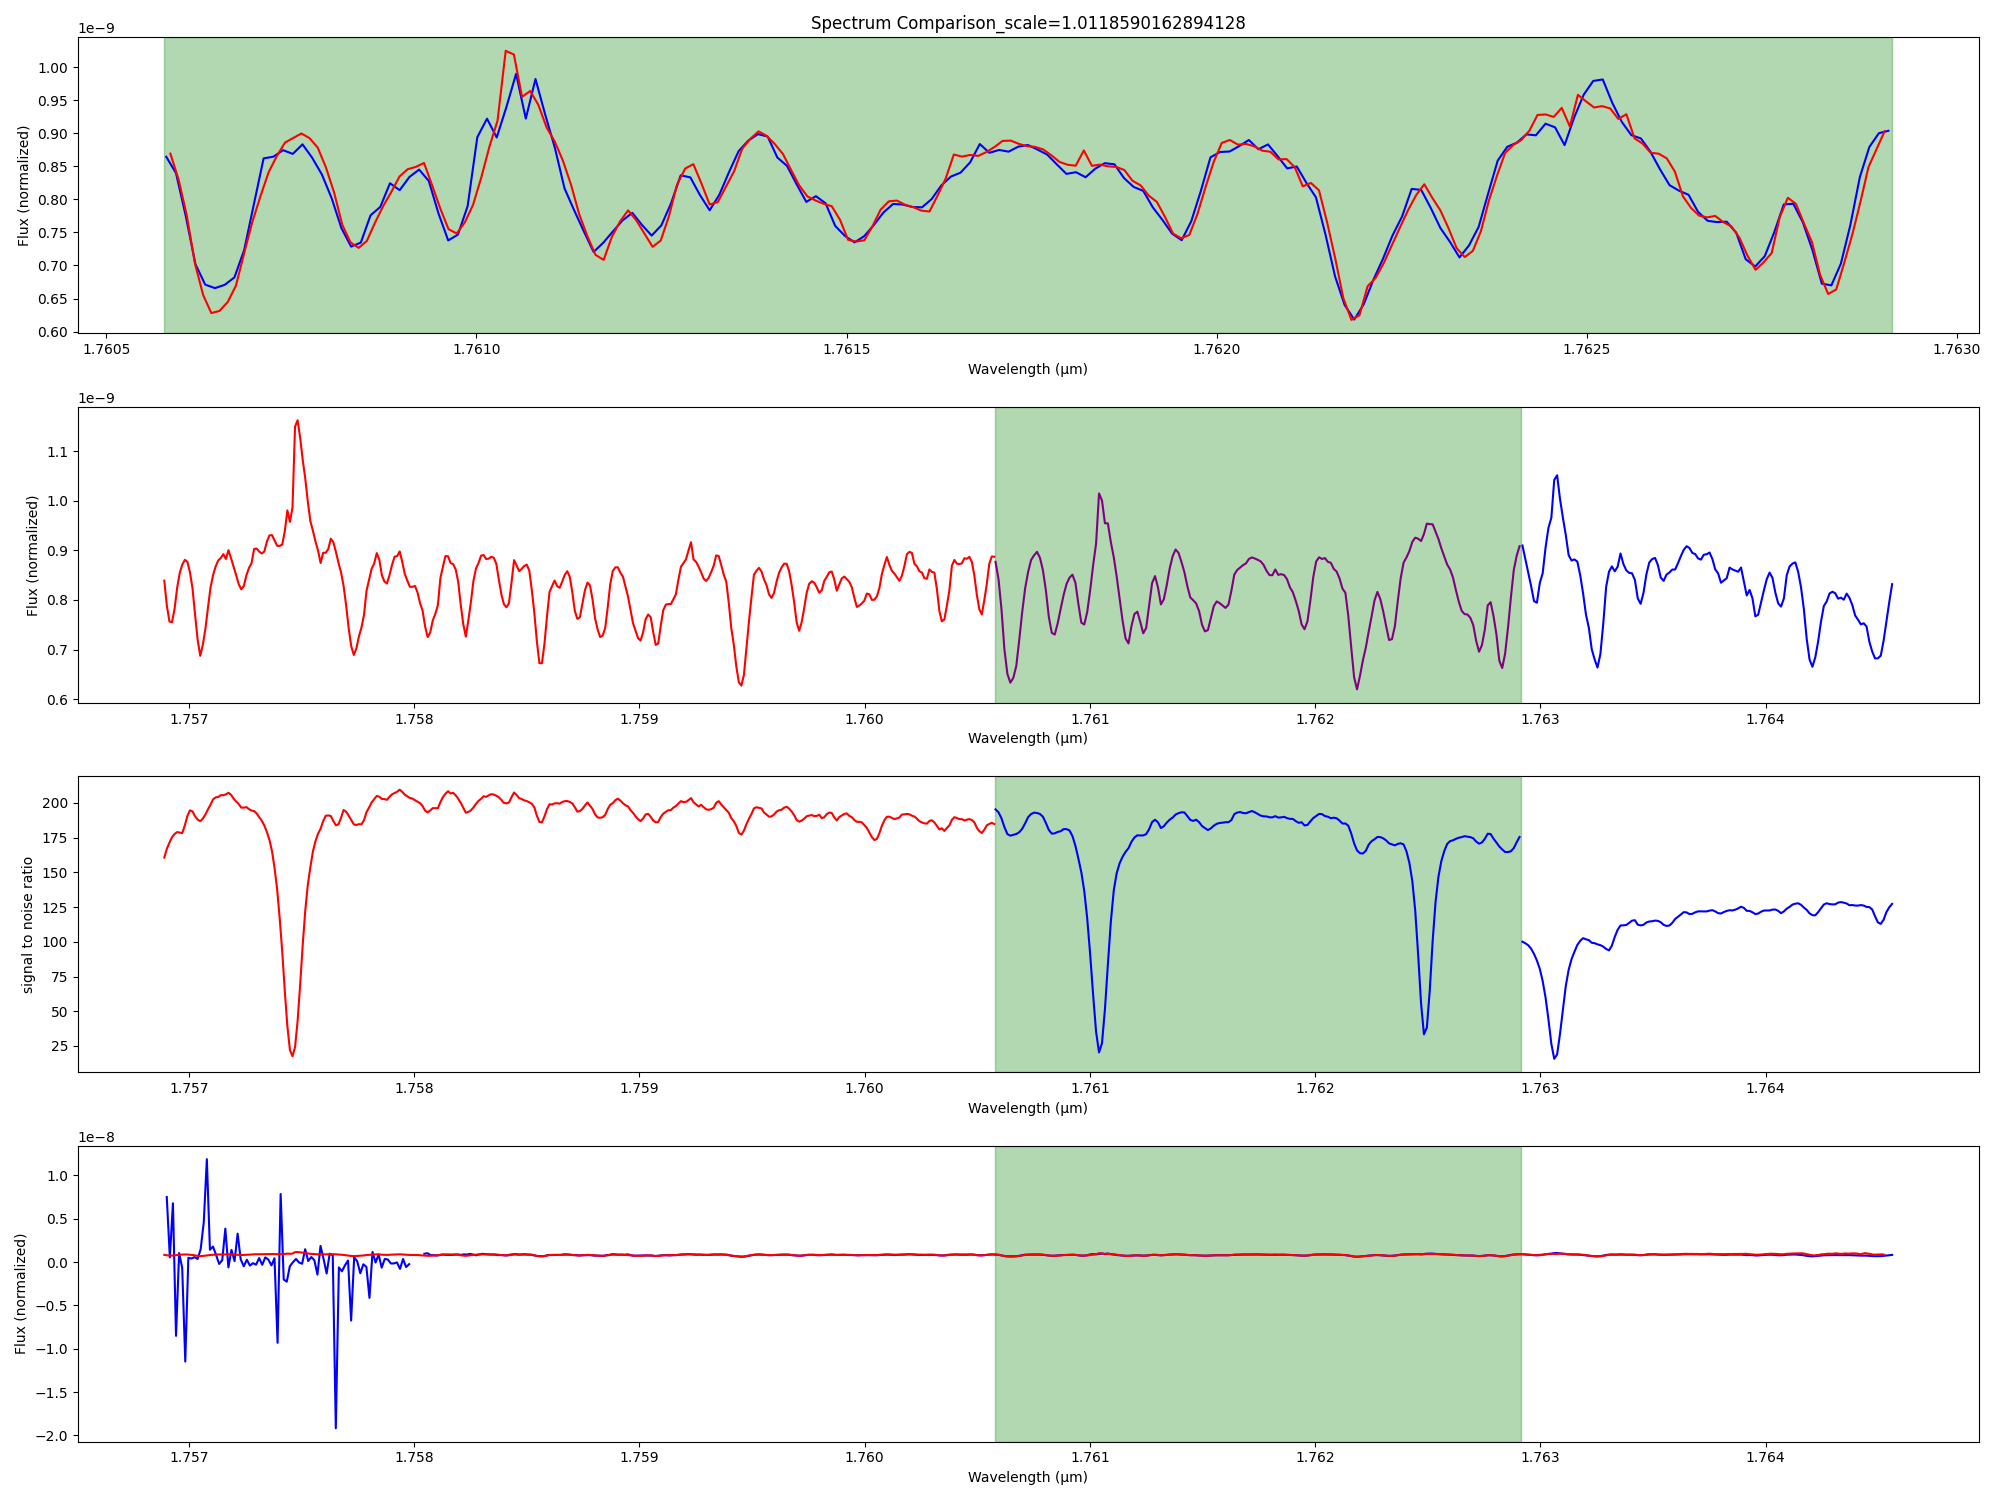 Spectrum Comparison_scale=1.0118590162894128
1e−9
1.00
0.95
0.90
0.85
0.80
0.75
0.70
0.65
0.60
Flux (normalized)
1.7605 1.7610 1.7615 1.7620 1.7625 1.7630
Wavelength (μm)
1e−9
1.1
1.0
0.9
0.8
0.7
0.6
Flux (normalized)
1.757 1.758 1.759 1.760 1.761 1.762 1.763 1.764
Wavelength (μm)
200
175
150
125
100
75
50
25
signal to noise ratio
1.757 1.758 1.759 1.760 1.761 1.762 1.763 1.764
Wavelength (μm)
1e−8
1.0
0.5
0.0
−0.5
−1.0
−1.5
−2.0
Flux (normalized)
1.757 1.758 1.759 1.760 1.761 1.762 1.763 1.764
Wavelength (μm)